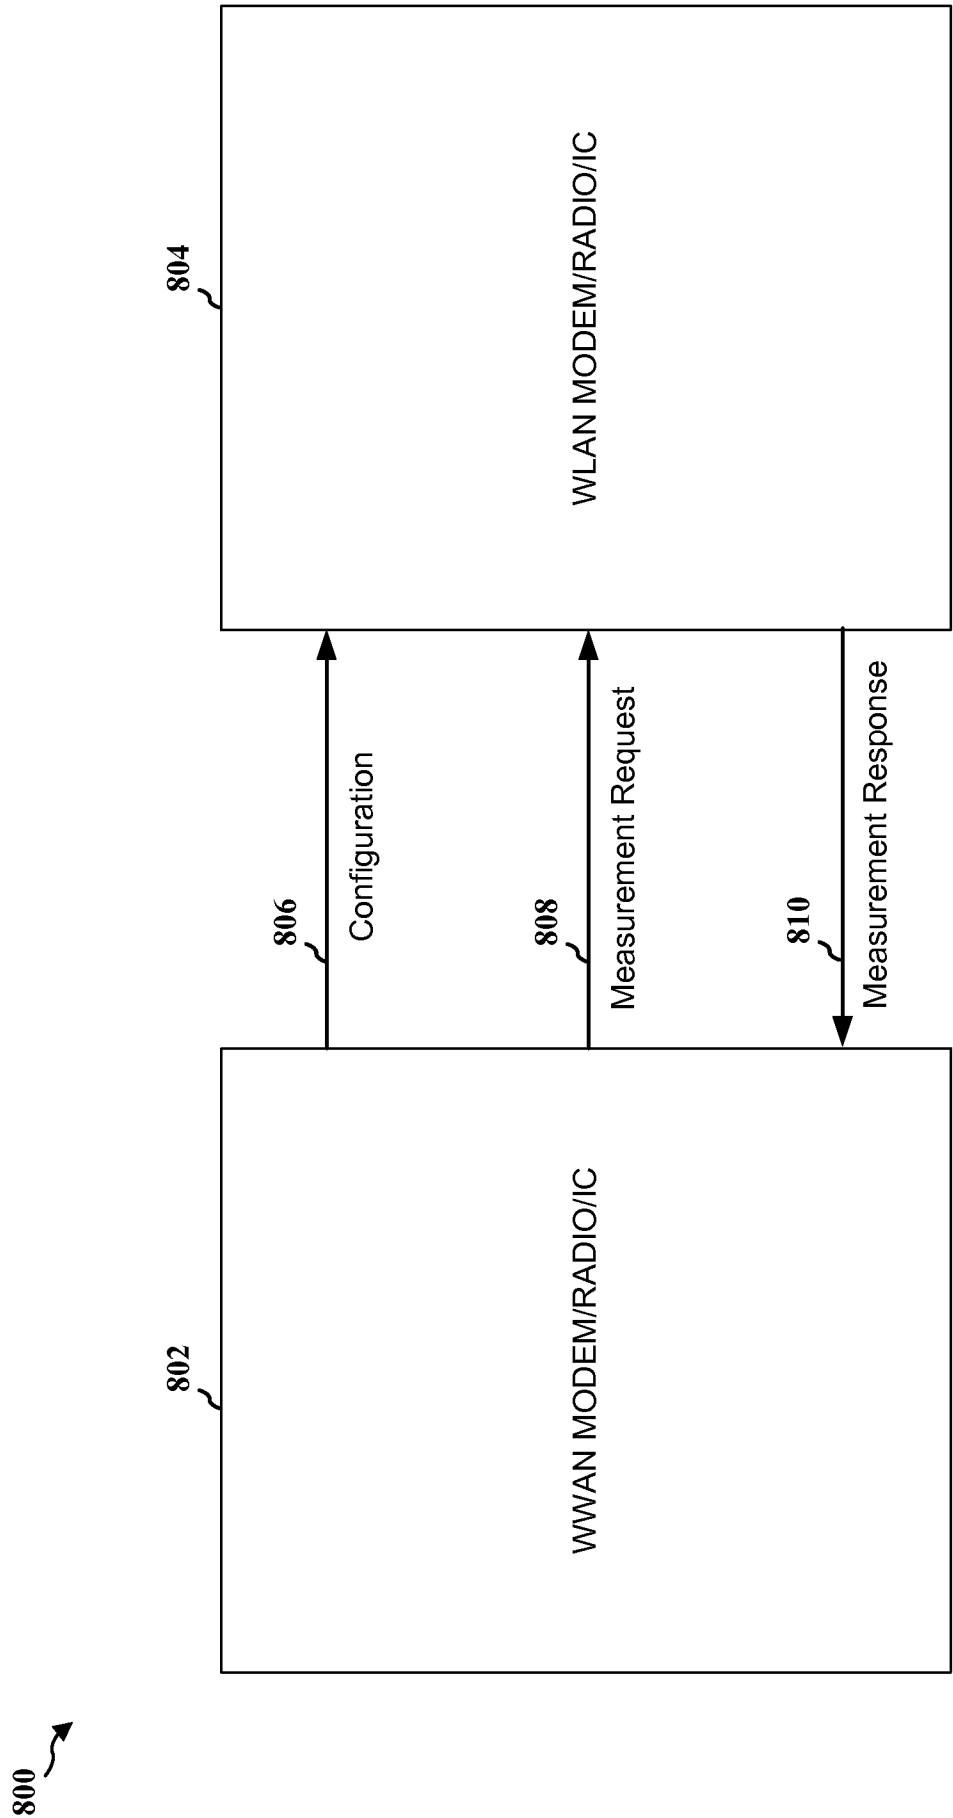 800
802
804
WWAN MODEM/RADIO/IC
WLAN MODEM/RADIO/IC
806
Configuration
808
Measurement Request
810
Measurement Response